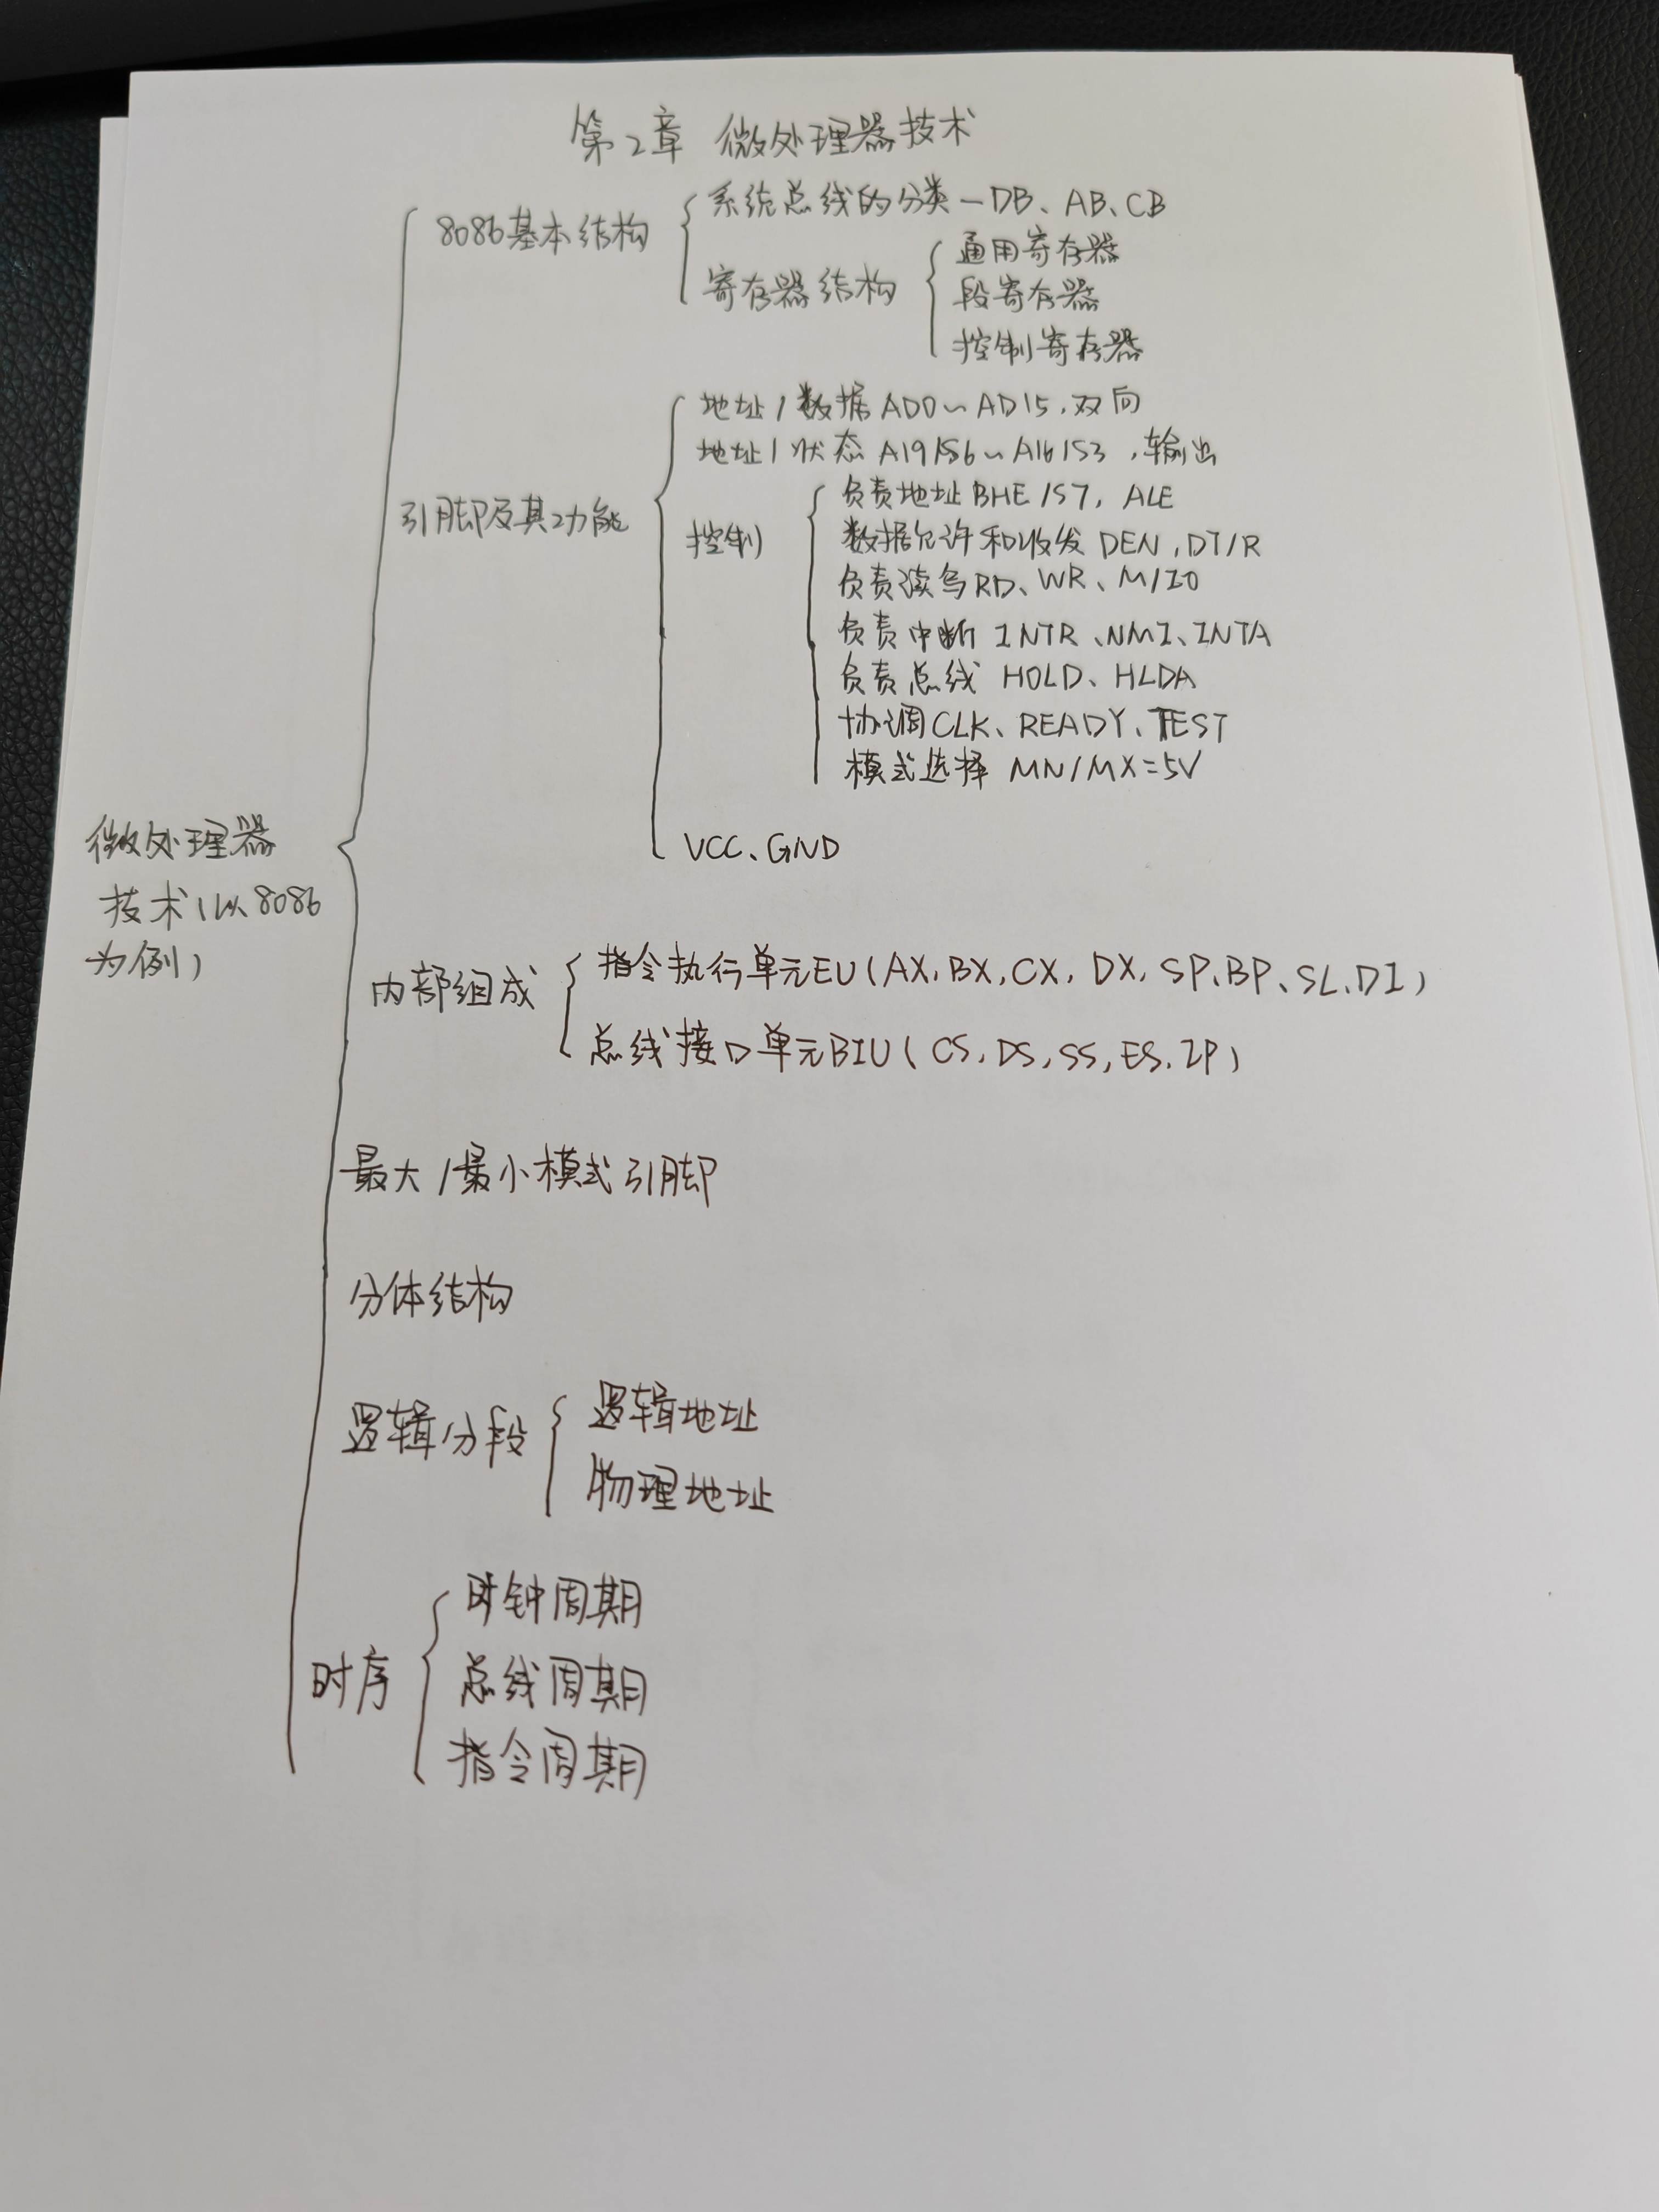 第2章 微处理器技术
8086基本结构
系统总线的分类—DB、AB、CB
寄存器结构
通用寄存器
段寄存器
控制寄存器
引脚及其功能
地址/数据 AD0~AD15,双向
地址/状态 A19/S6~A16/S3,输出
控制
负责地址 BHE/S7, ALE
数据允许和收发 DEN,DT/R
负责读写 RD、WR、M/IO
负责中断 INTR、NMI、INTA
负责总线 HOLD、HLDA
协调 CLK、READY、TEST
模式选择 MN/MX=5V
VCC、GND
微处理器
技术(以8086
为例)
内部组成
指令执行单元EU(AX,BX,CX,DX,SP、BP、SL、DI)
总线接口单元BIU(CS,DS,SS,ES,IP)
最大/最小模式引脚
分体结构
逻辑分段
逻辑地址
物理地址
时序
时钟周期
总线周期
指令周期